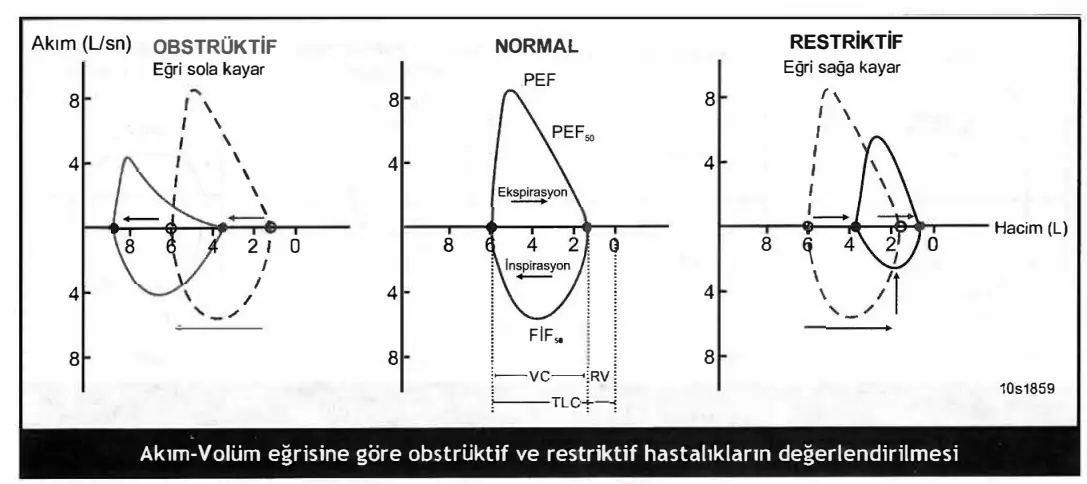 Akım (L/sn)
OBSTRÜKTİF
Eğri sola kayar
8
4
8 6 4 2 0
4
8
NORMAL
PEF
8
PEF₅₀
4
Ekspirasyon
8 6 4 2 0
İnspirasyon
4
FİF₅₀
8
VC RV
TLC
RESTRİKTİF
Eğri sağa kayar
8
4
Hacim (L)
8 6 4 2 0
4
8
10s1859
Akım-Volüm eğrisine göre obstrüktif ve restriktif hastalıkların değerlendirilmesi